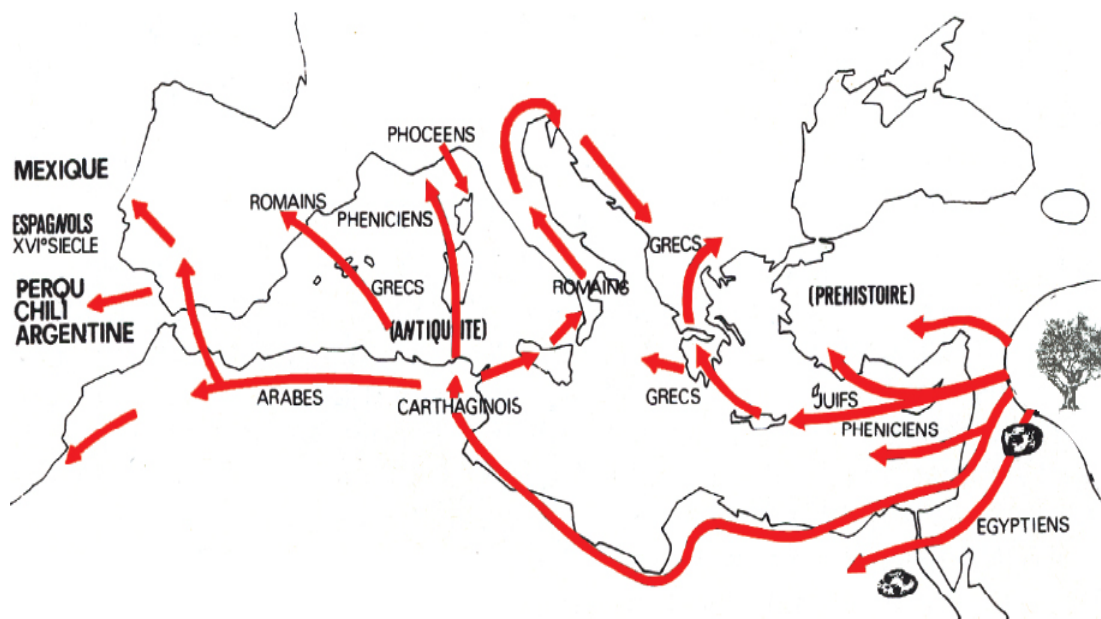 PHOCEENS
MEXIQUE
ROMAINS
PHENICIENS
ESPAGNOLS
XVI° SIECLE
GRECS
GRECS
ROMAINS
PEROU
CHILI
ARGENTINE
(PREHISTOIRE)
(ANTIQUITE)
ARABES
CARTHAGINOIS
GRECS
JUIFS
PHENICIENS
EGYPTIENS